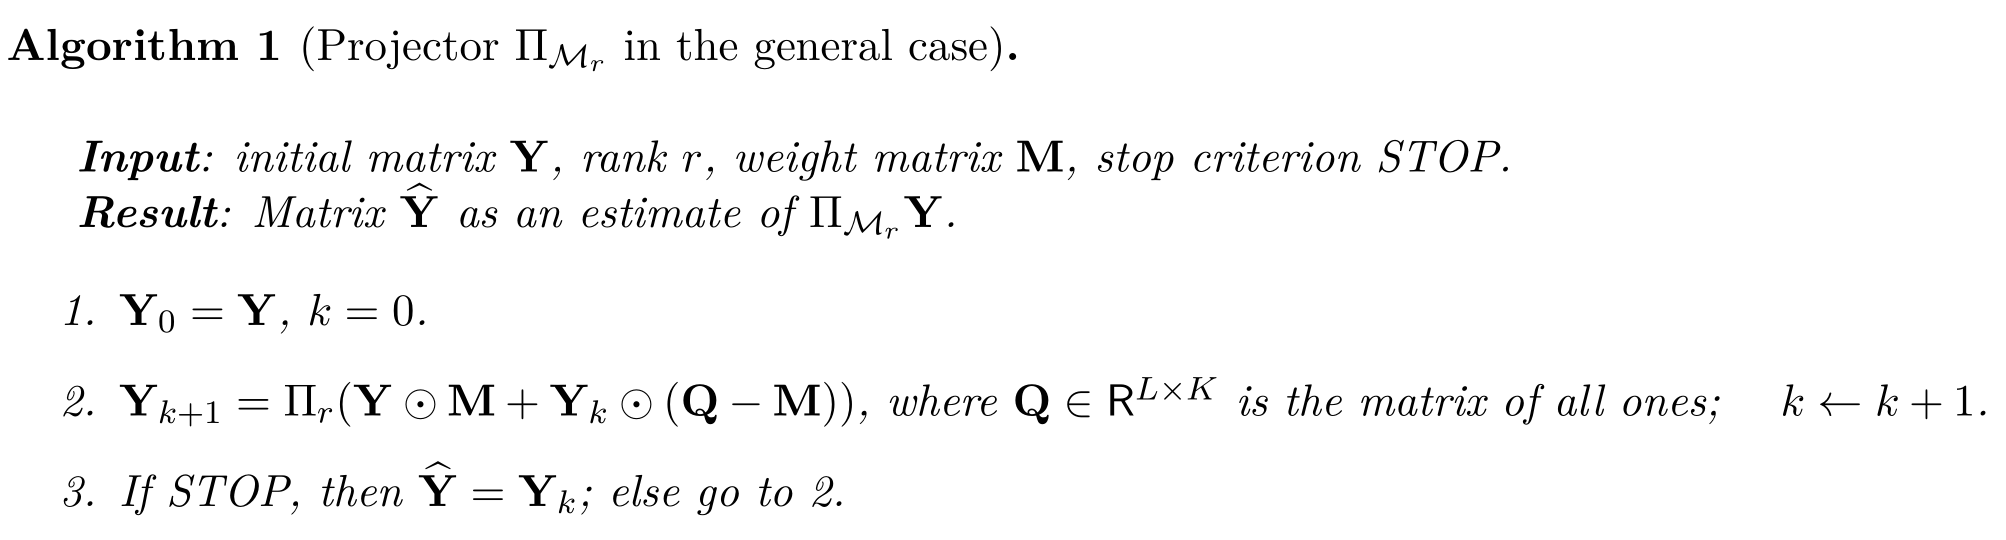 Algorithm 1 (Projector Π_{ℳ_r} in the general case).
Input: initial matrix Y, rank r, weight matrix M, stop criterion STOP.
Result: Matrix Ŷ as an estimate of Π_{ℳ_r} Y.
1. Y₀ = Y, k = 0.
2. Y_{k+1} = Π_r(Y ⊙ M + Y_k ⊙ (Q − M)), where Q ∈ R^{L×K} is the matrix of all ones; k ← k + 1.
3. If STOP, then Ŷ = Y_k; else go to 2.